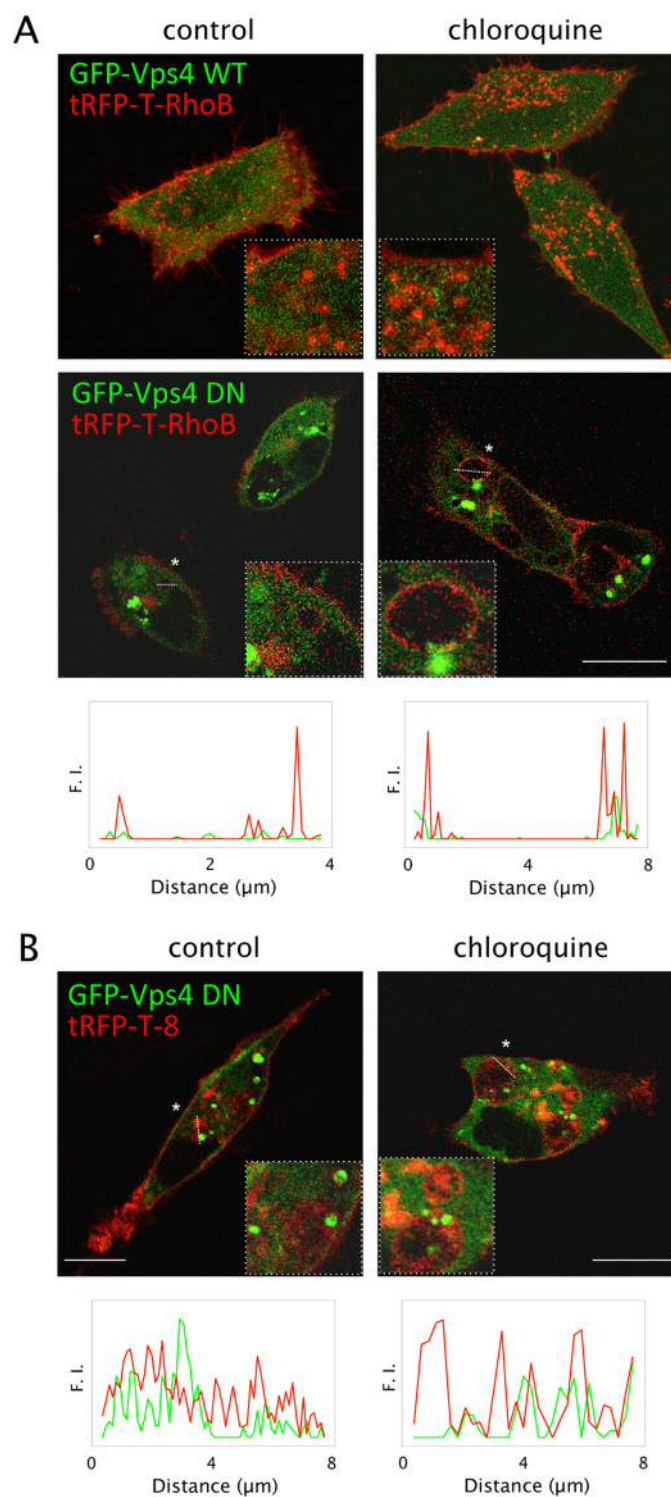 A
control chloroquine
GFP-Vps4 WT
tRFP-T-RhoB
GFP-Vps4 DN
tRFP-T-RhoB
*
*
F. I.
0 2 4
Distance (µm)
F. I.
0 4 8
Distance (µm)
B
control chloroquine
GFP-Vps4 DN
tRFP-T-8
*
*
F. I.
0 4 8
Distance (µm)
F. I.
0 4 8
Distance (µm)